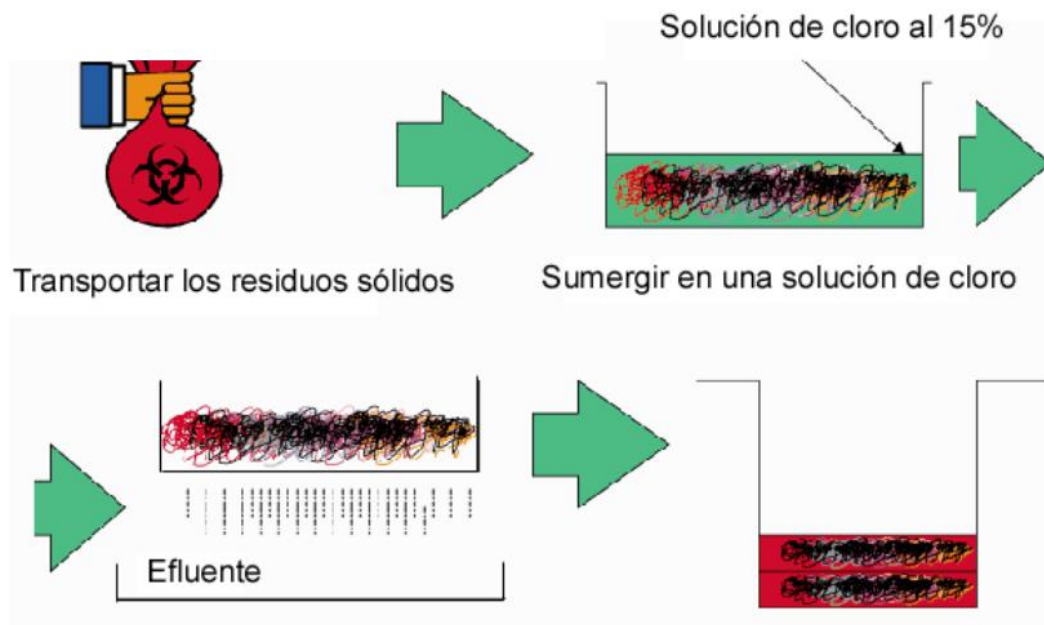 Solución de cloro al 15%
Transportar los residuos sólidos
Sumergir en una solución de cloro
Efluente